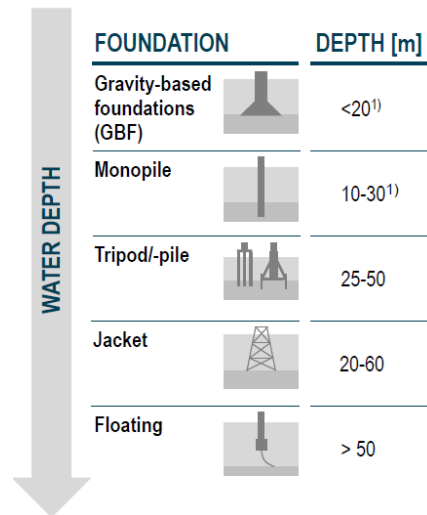 FOUNDATION DEPTH [m]
Gravity-based
foundations
(GBF)
<20¹⁾
Monopile
10-30¹⁾
Tripod/-pile
25-50
Jacket
20-60
Floating
> 50
WATER DEPTH